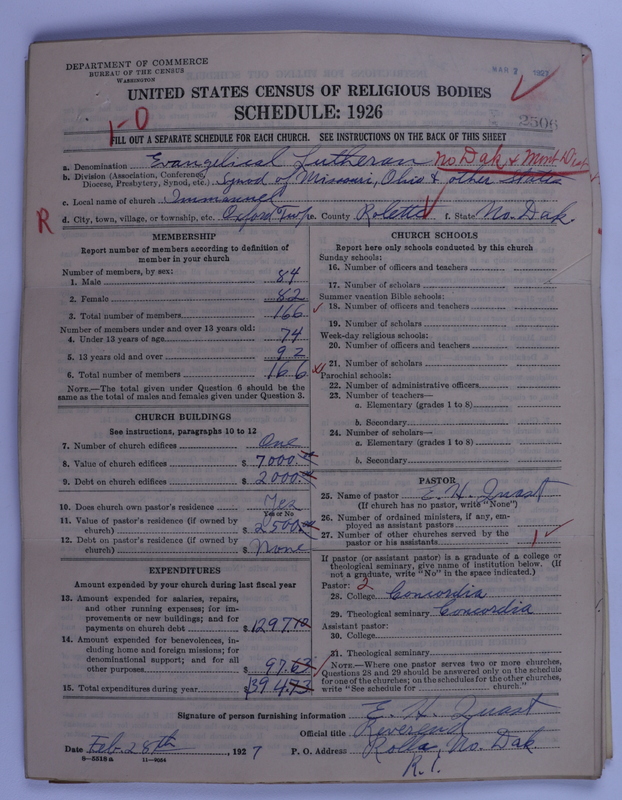 DEPARTMENT OF COMMERCE
BUREAU OF THE CENSUS
WASHINGTON
MAR 2 1927
UNITED STATES CENSUS OF RELIGIOUS BODIES
SCHEDULE: 1926
2506
1-0
FILL OUT A SEPARATE SCHEDULE FOR EACH CHURCH. SEE INSTRUCTIONS ON THE BACK OF THIS SHEET
a. Denomination Evangelical Lutheran No Dak & Mont Dist
b. Division (Association, Conference, Diocese, Presbytery, Synod, etc.) Synod of Missouri, Ohio & other States
c. Local name of church Immanuel
R
d. City, town, village, or township, etc. Oxford Twp e. County Rolette f. State No. Dak.
MEMBERSHIP
Report number of members according to definition of
member in your church
Number of members, by sex:
1. Male 84
2. Female 82
3. Total number of members 166
Number of members under and over 13 years old:
4. Under 13 years of age 74
5. 13 years old and over 92
6. Total number of members 166
NOTE.—The total given under Question 6 should be the
same as the total of males and females given under Question 3.
CHURCH BUILDINGS
See instructions, paragraphs 10 to 12
7. Number of church edifices One
8. Value of church edifices $ 7000.00
9. Debt on church edifices $ 2000.00
10. Does church own pastor's residence Yes
Yes or No
11. Value of pastor's residence (if owned by
church) $ 2500.00
12. Debt on pastor's residence (if owned by
church) $ None
EXPENDITURES
Amount expended by your church during last fiscal year
13. Amount expended for salaries, repairs,
and other running expenses; for im-
provements or new buildings; and for
payments on church debt $ 1297.10
14. Amount expended for benevolences, in-
cluding home and foreign missions; for
denominational support; and for all
other purposes 97.63
15. Total expenditures during year $ 1394.73
CHURCH SCHOOLS
Report here only schools conducted by this church
Sunday schools:
16. Number of officers and teachers
17. Number of scholars
Summer vacation Bible schools:
18. Number of officers and teachers
19. Number of scholars
Week-day religious schools:
20. Number of officers and teachers
21. Number of scholars
Parochial schools:
22. Number of administrative officers
23. Number of teachers—
a. Elementary (grades 1 to 8)
b. Secondary
24. Number of scholars—
a. Elementary (grades 1 to 8)
b. Secondary
PASTOR
25. Name of pastor E. H. Quast
(If church has no pastor, write "None")
26. Number of ordained ministers, if any, em-
ployed as assistant pastors
27. Number of other churches served by the
pastor or his assistants 1
If pastor (or assistant pastor) is a graduate of a college or
theological seminary, give name of institution below. (If
not a graduate, write "No" in the space indicated.)
Pastor: 2
28. College Concordia
29. Theological seminary Concordia
Assistant pastor:
30. College
31. Theological seminary
NOTE.—Where one pastor serves two or more churches,
Questions 28 and 29 should be answered only on the schedule
for one of the churches; on the schedules for the other churches,
write "See schedule for church."
Signature of person furnishing information E. H. Quast
Official title Reverend
Date Feb. 28th, 1927 P. O. Address Rolla, No. Dak.
R. 1.
8—5318 a 11—9084